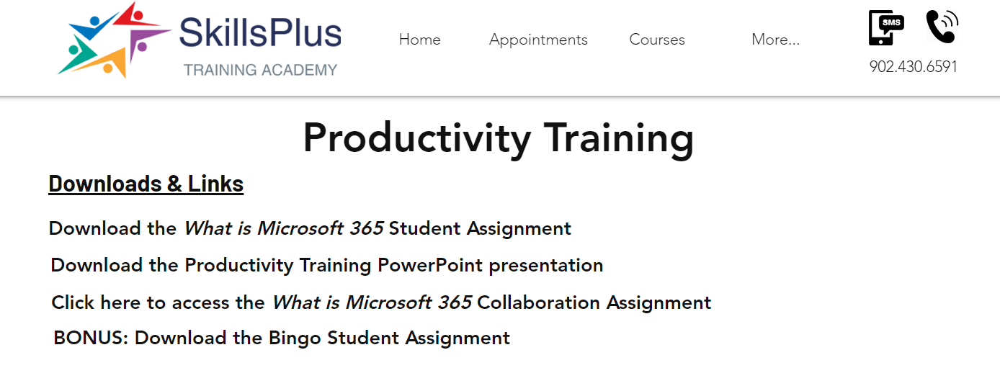 SkillsPlus
TRAINING ACADEMY
Home Appointments Courses More...
SMS
902.430.6591
Productivity Training
Downloads & Links
Download the What is Microsoft 365 Student Assignment
Download the Productivity Training PowerPoint presentation
Click here to access the What is Microsoft 365 Collaboration Assignment
BONUS: Download the Bingo Student Assignment